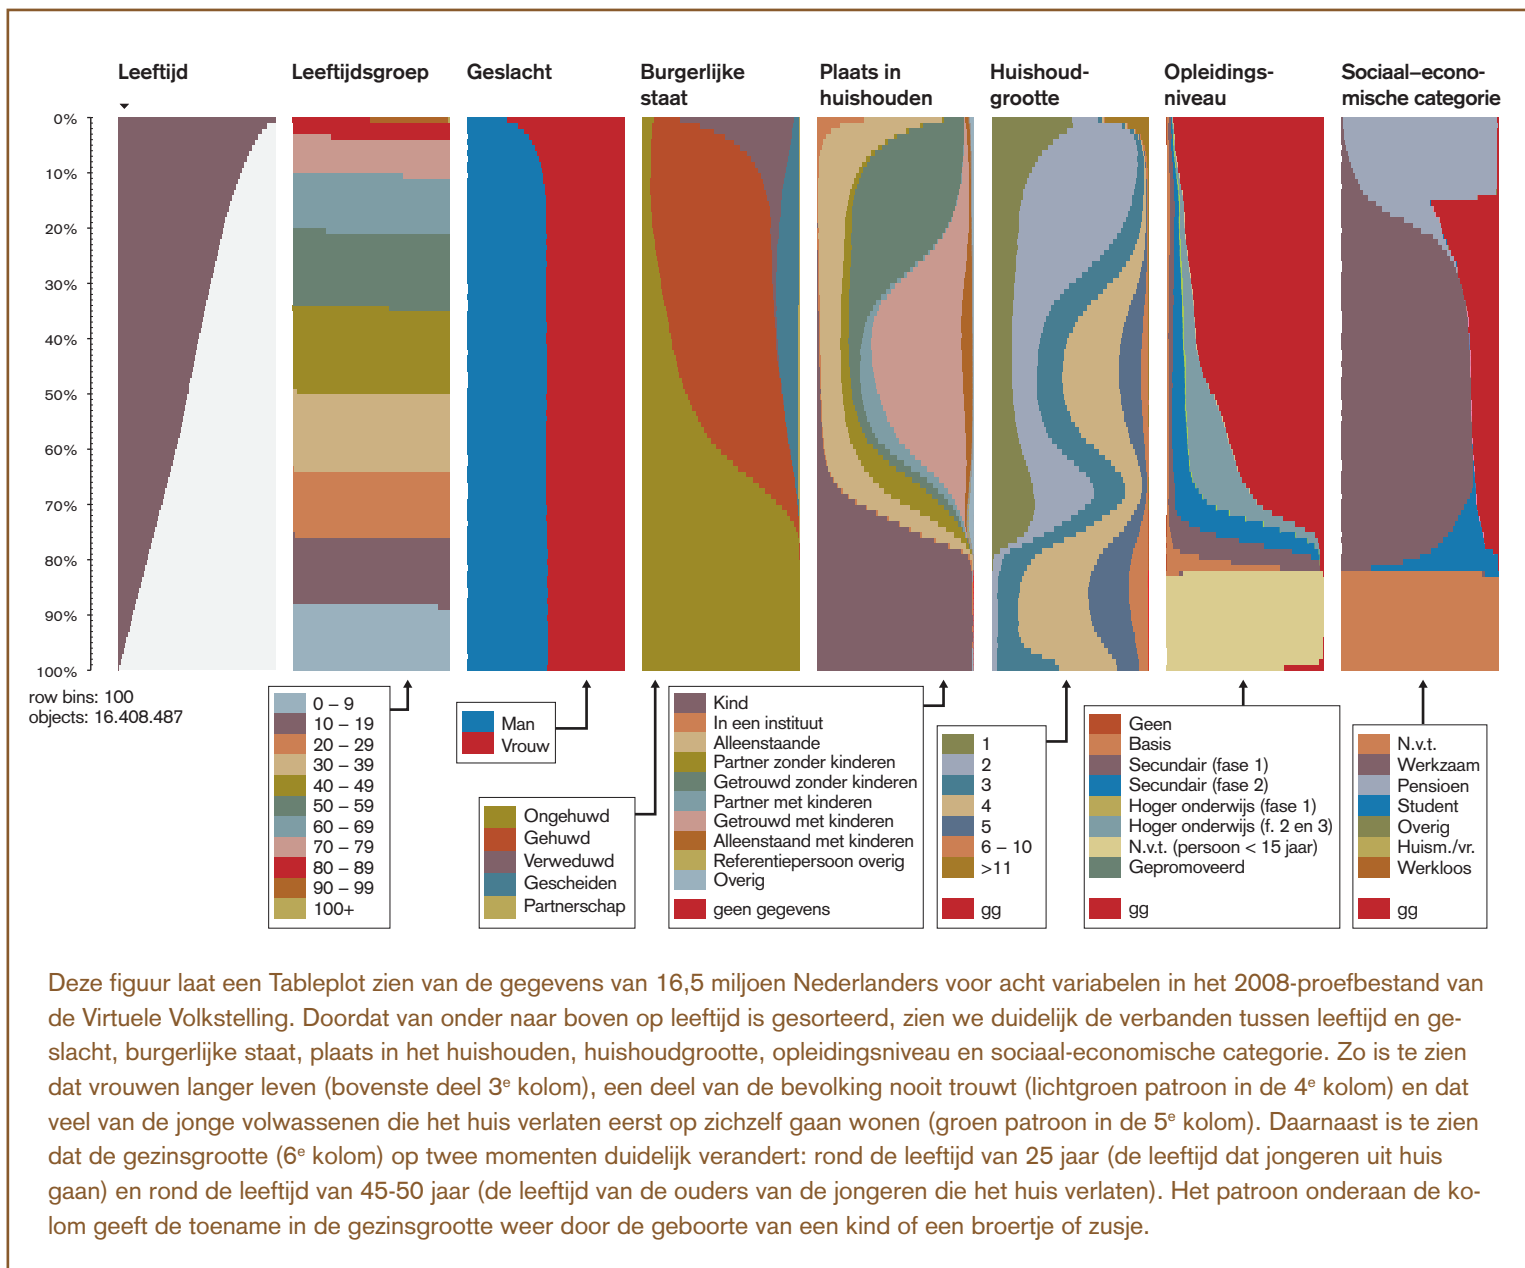 Leeftijd
Leeftijdsgroep
Geslacht
Burgerlijke
staat
Plaats in
huishouden
Huishoud-
grootte
Opleidings-
niveau
Sociaal–econo-
mische categorie
0%
10%
20%
30%
40%
50%
60%
70%
80%
90%
100%
row bins: 100
objects: 16.408.487
0 – 9
10 – 19
20 – 29
30 – 39
40 – 49
50 – 59
60 – 69
70 – 79
80 – 89
90 – 99
100+
Man
Vrouw
Ongehuwd
Gehuwd
Verweduwd
Gescheiden
Partnerschap
Kind
In een instituut
Alleenstaande
Partner zonder kinderen
Getrouwd zonder kinderen
Partner met kinderen
Getrouwd met kinderen
Alleenstaand met kinderen
Referentiepersoon overig
Overig
geen gegevens
1
2
3
4
5
6 – 10
>11
gg
Geen
Basis
Secundair (fase 1)
Secundair (fase 2)
Hoger onderwijs (fase 1)
Hoger onderwijs (f. 2 en 3)
N.v.t. (persoon < 15 jaar)
Gepromoveerd
gg
N.v.t.
Werkzaam
Pensioen
Student
Overig
Huism./vr.
Werkloos
gg
Deze figuur laat een Tableplot zien van de gegevens van 16,5 miljoen Nederlanders voor acht variabelen in het 2008-proefbestand van
de Virtuele Volkstelling. Doordat van onder naar boven op leeftijd is gesorteerd, zien we duidelijk de verbanden tussen leeftijd en ge-
slacht, burgerlijke staat, plaats in het huishouden, huishoudgrootte, opleidingsniveau en sociaal-economische categorie. Zo is te zien
dat vrouwen langer leven (bovenste deel 3e kolom), een deel van de bevolking nooit trouwt (lichtgroen patroon in de 4e kolom) en dat
veel van de jonge volwassenen die het huis verlaten eerst op zichzelf gaan wonen (groen patroon in de 5e kolom). Daarnaast is te zien
dat de gezinsgrootte (6e kolom) op twee momenten duidelijk verandert: rond de leeftijd van 25 jaar (de leeftijd dat jongeren uit huis
gaan) en rond de leeftijd van 45-50 jaar (de leeftijd van de ouders van de jongeren die het huis verlaten). Het patroon onderaan de ko-
lom geeft de toename in de gezinsgrootte weer door de geboorte van een kind of een broertje of zusje.